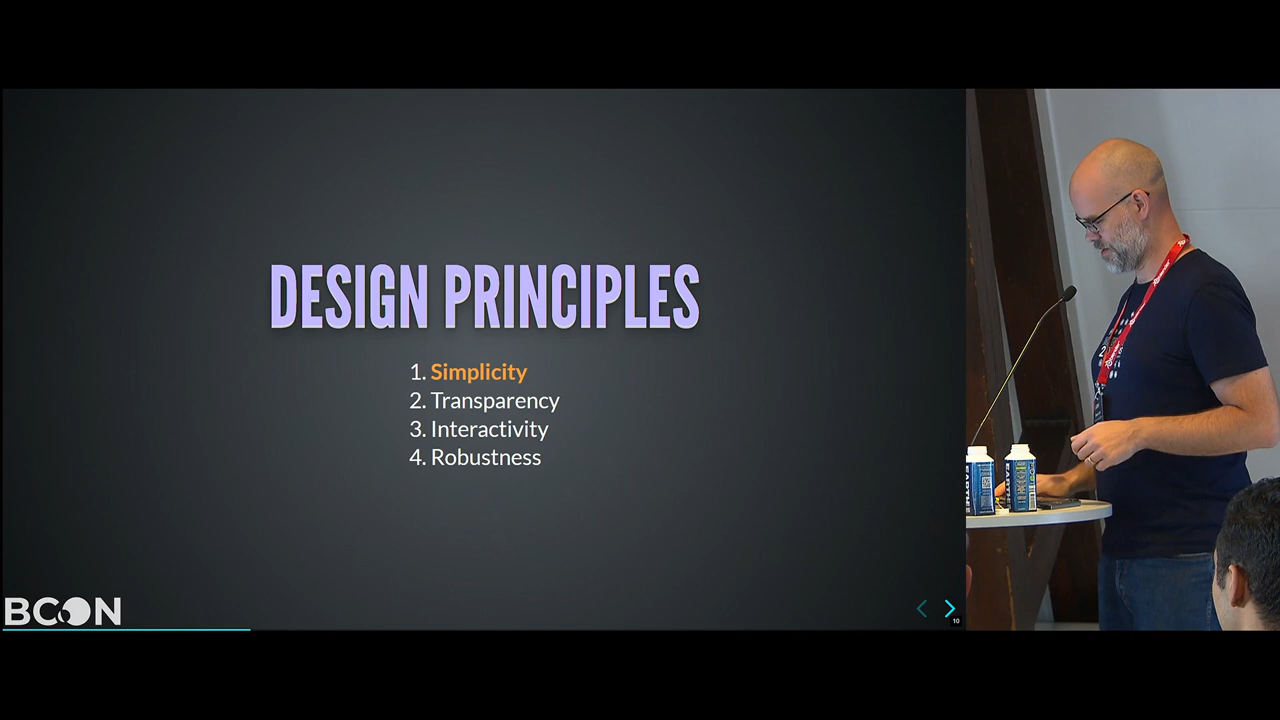 DESIGN PRINCIPLES
1. Simplicity
2. Transparency
3. Interactivity
4. Robustness
BCON
10